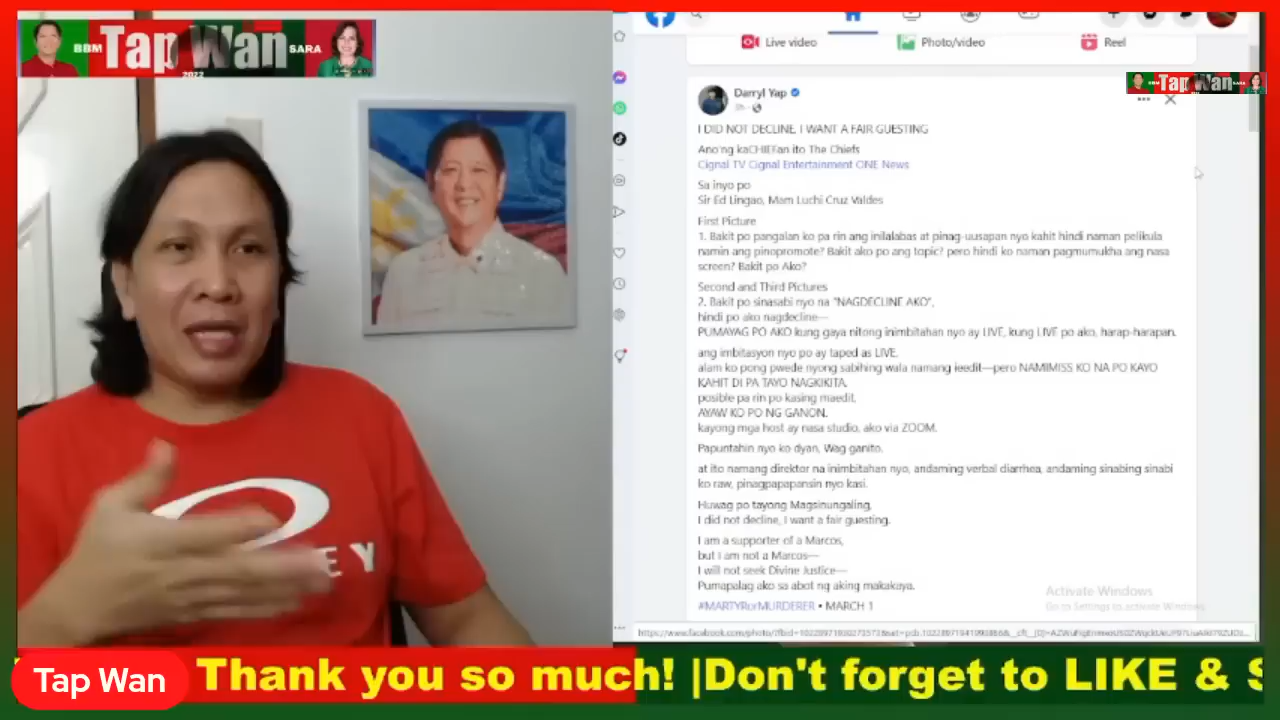 BBM Tap Wan SARA
2022
Live video
Photo/video
Reel
Tap Wan
Darryl Yap
I DID NOT DECLINE, I WANT A FAIR GUESTING
Ano'ng kaCHIEFan ito The Chiefs
Cignal TV Cignal Entertainment ONE News
Sa inyo po
Sir Ed Lingao, Mam Luchi Cruz Valdes
First Picture
1. Bakit po pangalan ko pa rin ang inilalabas at pinag-uusapan nyo kahit hindi naman pelikula
namin ang pinopromote? Bakit ako po ang topic? pero hindi ko naman pagmumukha ang nasa
screen? Bakit po Ako?
Second and Third Pictures
2. Bakit po sinasabi nyo na "NAGDECLINE AKO",
hindi po ako nagdecline—
PUMAYAG PO AKO kung gaya nitong inimbitahan nyo ay LIVE, kung LIVE po ako, harap-harapan.
ang imbitasyon nyo po ay taped as LIVE.
alam ko pong pwede nyong sabihing wala namang ieedit—pero NAMIMISS KO NA PO KAYO
KAHIT DI PA TAYO NAGKIKITA.
posible pa rin po kasing maedit.
AYAW KO PO NG GANON.
kayong mga host ay nasa studio, ako via ZOOM.
Papuntahin nyo ko dyan, Wag ganito.
at ito namang direktor na inimbitahan nyo, andaming verbal diarrhea, andaming sinabing sinabi
ko raw, pinagpapapansin nyo kasi.
Huwag po tayong Magsinungaling,
I did not decline, I want a fair guesting.
I am a supporter of a Marcos,
but I am not a Marcos—
I will not seek Divine Justice—
Pumapalag ako sa abot ng aking makakaya.
#MARTYRorMURDERER • MARCH 1
Activate Windows
Go to Settings to activate Windows.
E Y
Tap Wan
Thank you so much! |Don't forget to LIKE & S